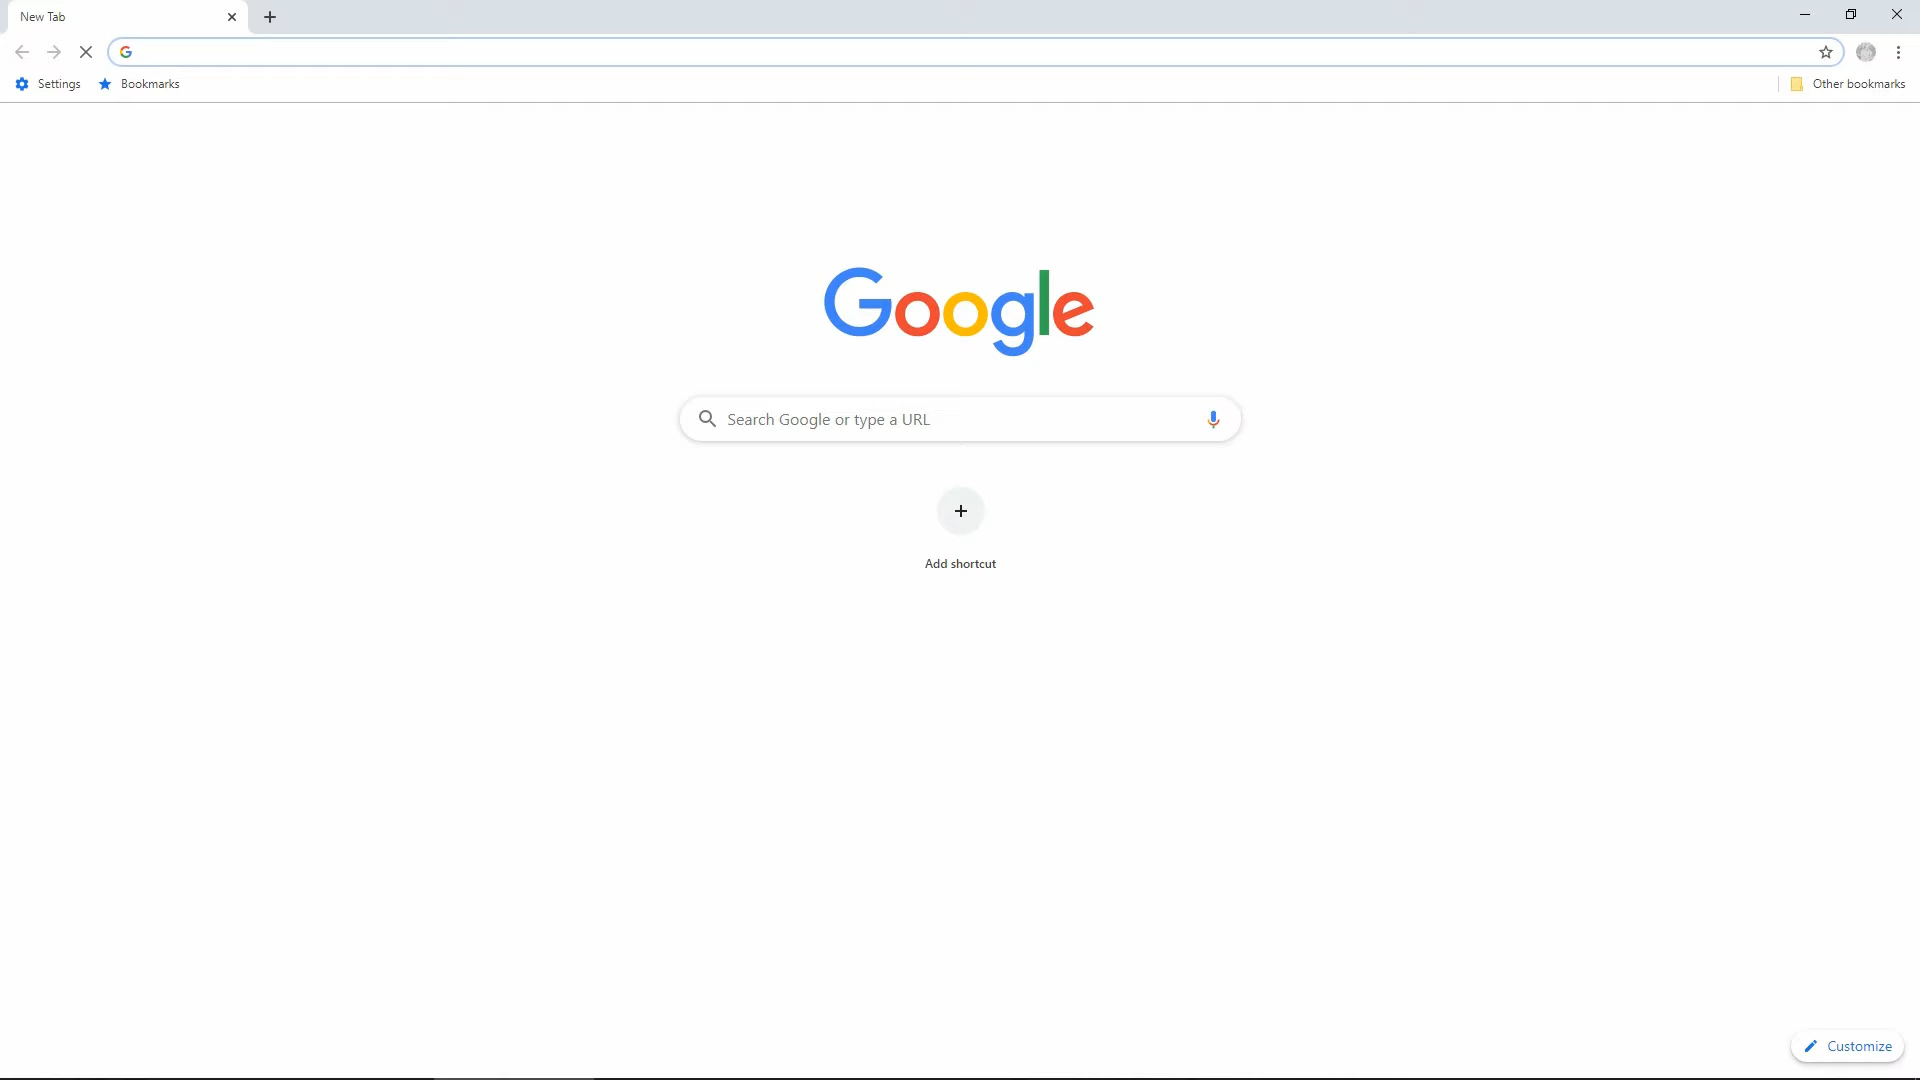 New Tab
Settings Bookmarks Other bookmarks
Google
Search Google or type a URL
Add shortcut
Customize